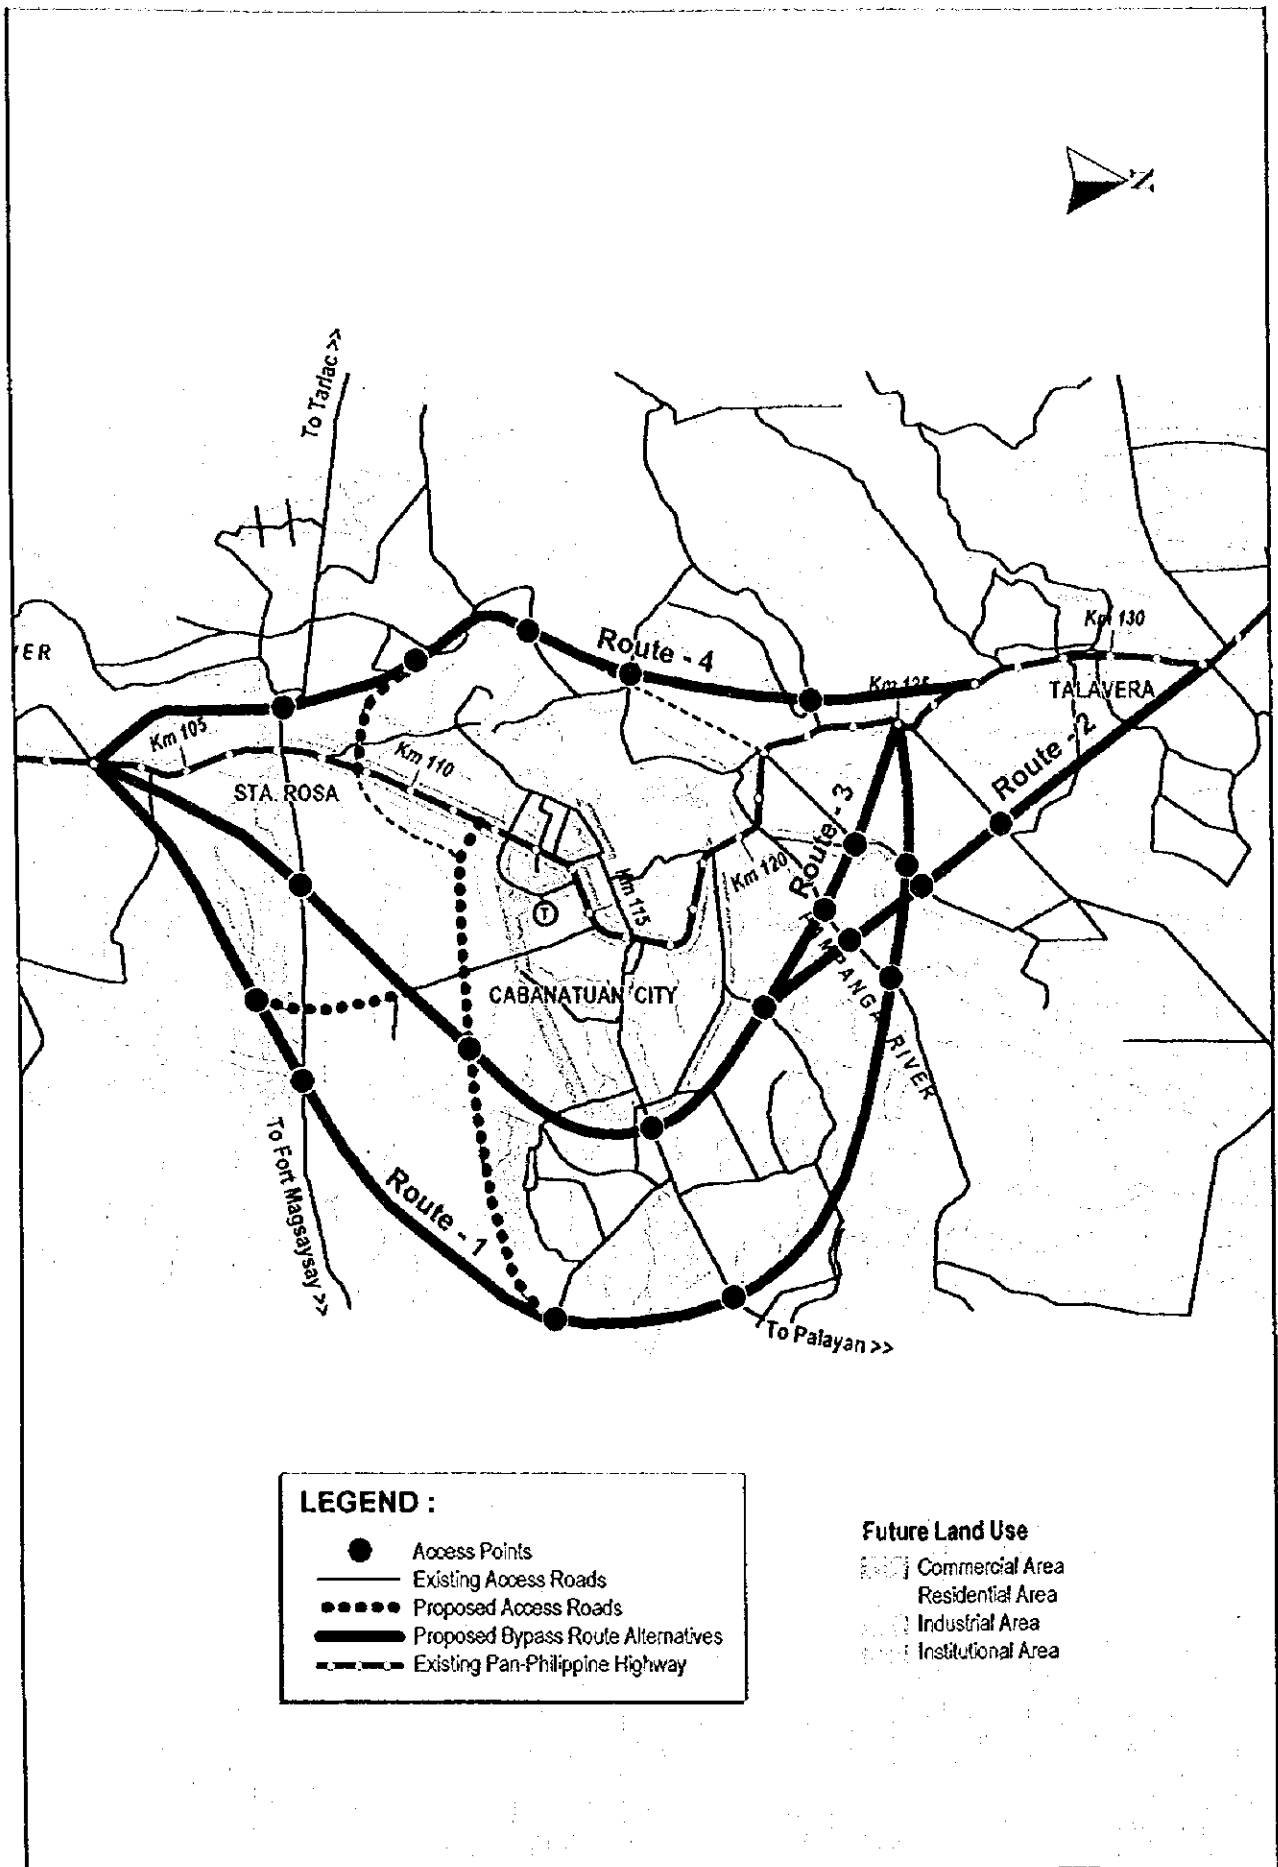 N
To Tarlac >>
Km 130
VER
Route - 4
Km 125
TALAVERA
Km 105
Km 110
Route - 2
STA. ROSA
Route - 3
Km 120
Km 115
T
CABANATUAN CITY
PAMPANGA RIVER
To Fort Magsaysay >>
Route - 1
To Palayan >>
LEGEND :
Access Points
Existing Access Roads
Proposed Access Roads
Proposed Bypass Route Alternatives
Existing Pan-Philippine Highway
Future Land Use
Commercial Area
Residential Area
Industrial Area
Institutional Area